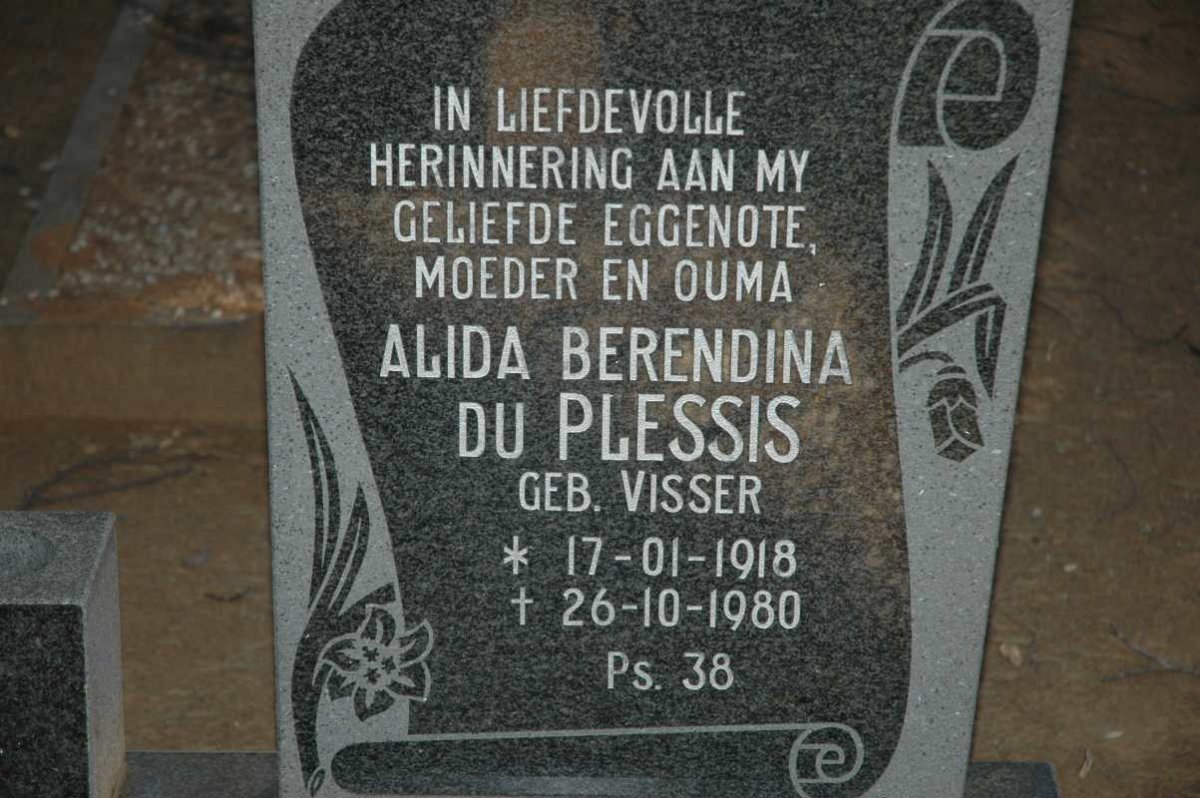 IN LIEFDEVOLLE
HERINNERING AAN MY
GELIEFDE EGGENOTE,
MOEDER EN OUMA
ALIDA BERENDINA
DU PLESSIS
GEB. VISSER
* 17-01-1918
† 26-10-1980
Ps. 38